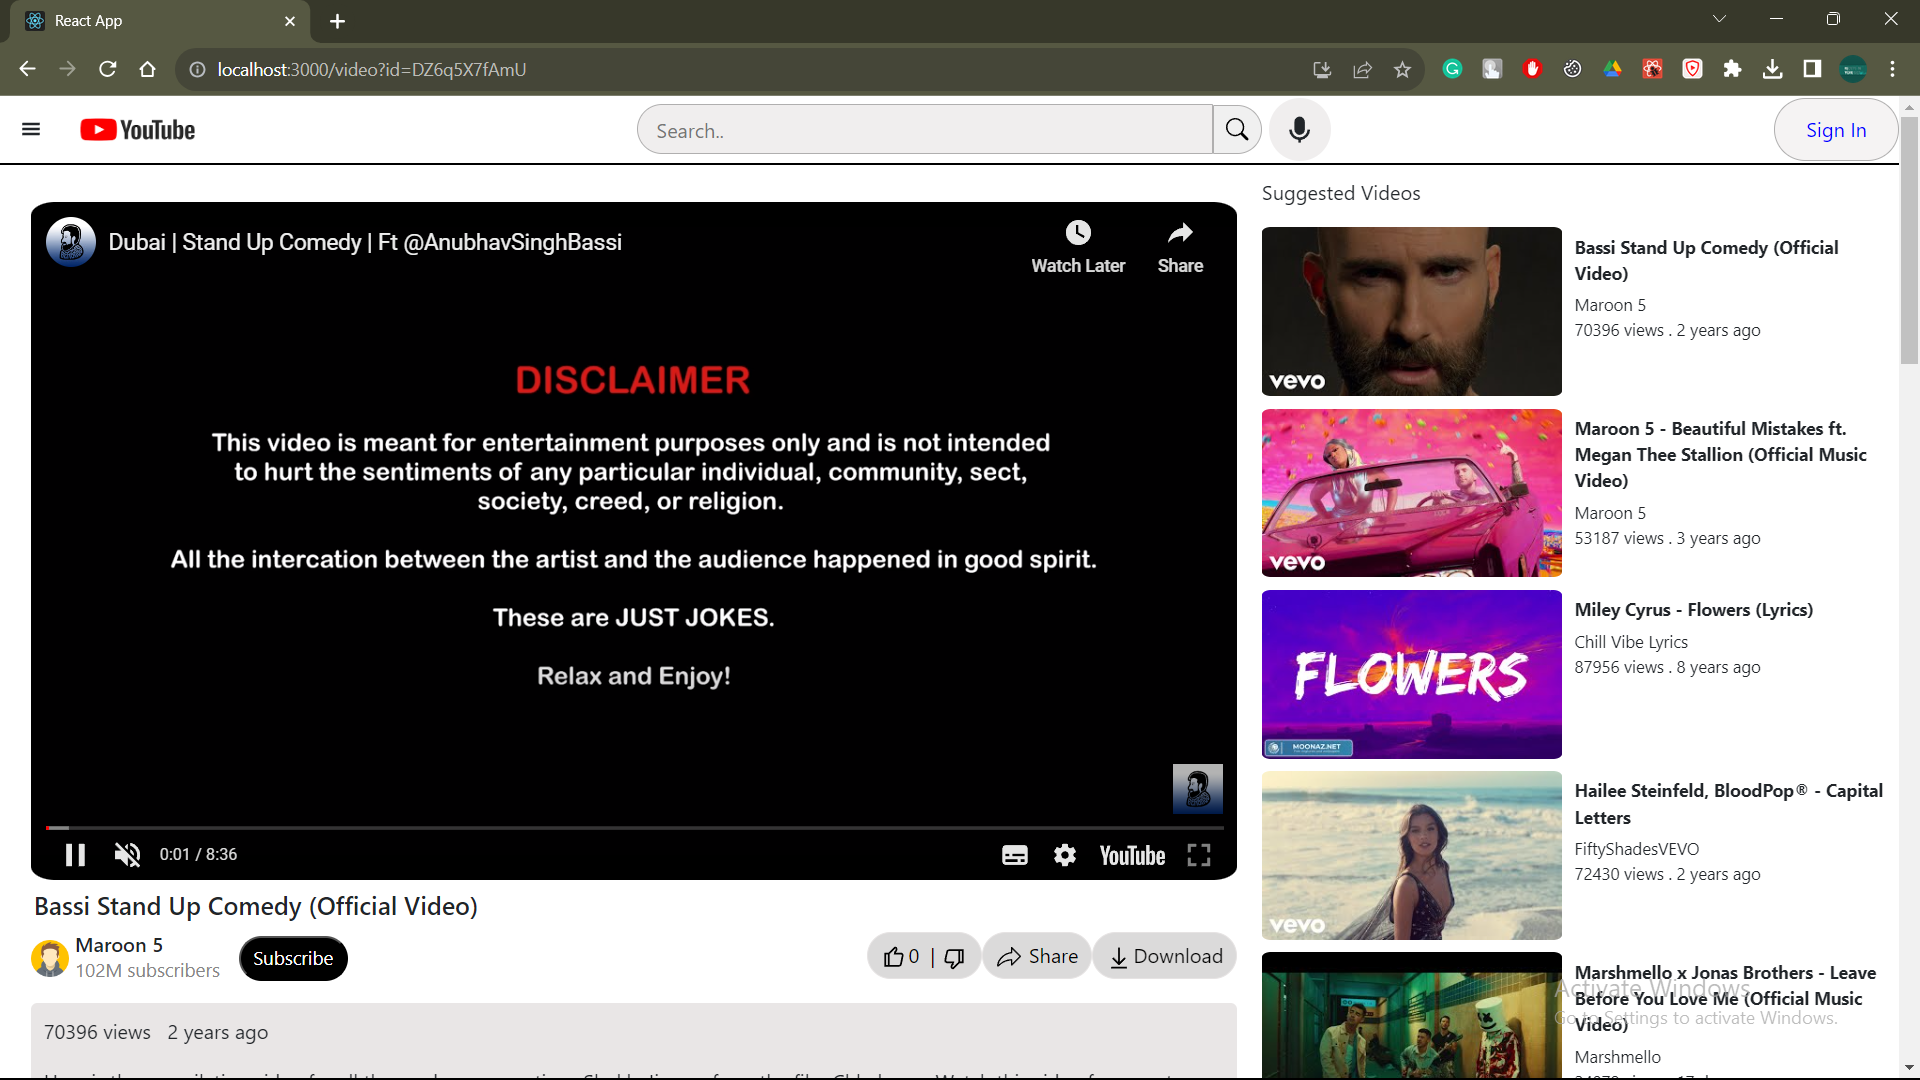 React App
localhost:3000/video?id=DZ6q5X7fAmU
YouTube
Search..
Sign In
Dubai | Stand Up Comedy | Ft @AnubhavSinghBassi
Watch Later
Share
DISCLAIMER
This video is meant for entertainment purposes only and is not intended
to hurt the sentiments of any particular individual, community, sect,
society, creed, or religion.
All the intercation between the artist and the audience happened in good spirit.
These are JUST JOKES.
Relax and Enjoy!
0:01 / 8:36
YouTube
Bassi Stand Up Comedy (Official Video)
Maroon 5
102M subscribers
Subscribe
0
Share
Download
70396 views 2 years ago
Suggested Videos
vevo
Bassi Stand Up Comedy (Official
Video)
Maroon 5
70396 views . 2 years ago
vevo
Maroon 5 - Beautiful Mistakes ft.
Megan Thee Stallion (Official Music
Video)
Maroon 5
53187 views . 3 years ago
FLOWERS
MOONAZ.NET
Miley Cyrus - Flowers (Lyrics)
Chill Vibe Lyrics
87956 views . 8 years ago
vevo
Hailee Steinfeld, BloodPop® - Capital
Letters
FiftyShadesVEVO
72430 views . 2 years ago
Marshmello x Jonas Brothers - Leave
Before You Love Me (Official Music
Video)
Marshmello
Activate Windows
Go to Settings to activate Windows.